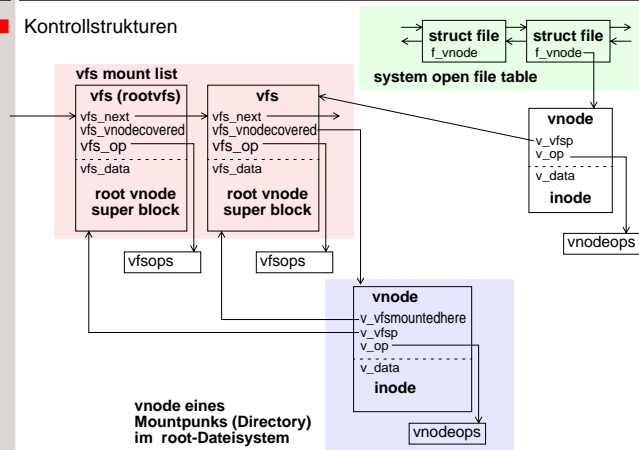 Kontrollstrukturen
struct file
f_vnode
struct file
f_vnode
system open file table
vfs mount list
vfs (rootvfs)
vfs_next
vfs_vnodecovered
vfs_op
vfs_data
root vnode
super block
vfs
vfs_next
vfs_vnodecovered
vfs_op
vfs_data
root vnode
super block
vfsops
vfsops
vnode
v_vfsp
v_op
v_data
inode
vnodeops
vnode
v_vfsmountedhere
v_vfsp
v_op
v_data
inode
vnodeops
vnode eines
Mountpunks (Directory)
im root-Dateisystem